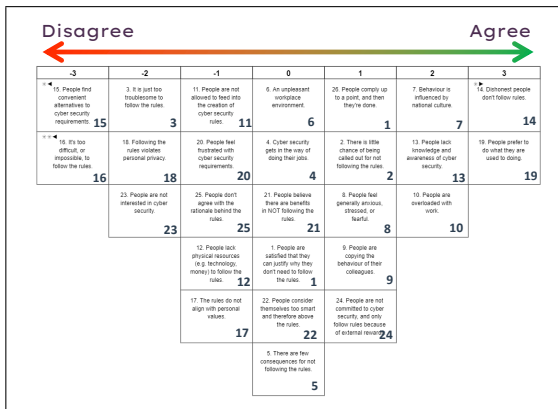 Disagree
Agree
-3
-2
-1
0
1
2
3
15. People find
convenient
alternatives to
cyber security
requirements.
15
3. It is just too
troublesome to
follow the rules.
3
11. People are not
allowed to feed into
the creation of
cyber security
rules.
11
6. An unpleasant
workplace
environment.
6
26. People comply up
to a point, and then
they're done.
1
7. Behaviour is
influenced by
national culture.
7
14. Dishonest people
don't follow rules.
14
16. It's too
difficult, or
impossible, to
follow the rules.
16
18. Following the
rules violates
personal privacy.
18
20. People feel
frustrated with
cyber security
requirements.
20
4. Cyber security
gets in the way of
doing their jobs.
4
2. There is little
chance of being
called out for not
following the rules.
2
13. People lack
knowledge and
awareness of cyber
security.
13
19. People prefer to
do what they are
used to doing.
19
23. People are not
interested in cyber
security.
23
25. People don't
agree with the
rationale behind the
rules.
25
21. People believe
there are benefits
in NOT following the
rules.
21
8. People feel
generally anxious,
stressed, or
fearful.
8
10. People are
overloaded with
work.
10
12. People lack
physical resources
(e.g. technology,
money) to follow the
rules.
12
1. People are
satisfied that they
can justify why they
don't need to follow
the rules.
1
9. People are
copying the
behaviour of their
colleagues.
9
17. The rules do not
align with personal
values.
17
22. People consider
themselves too smart
and therefore above
the rules.
22
24. People are not
committed to cyber
security, and only
follow rules because
of external rewards.
24
5. There are few
consequences for not
following the rules.
5